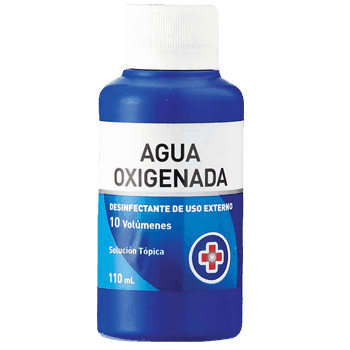 AGUA
OXIGENADA
DESINFECTANTE DE USO EXTERNO
10 Volúmenes
Solución Tópica
110 mL